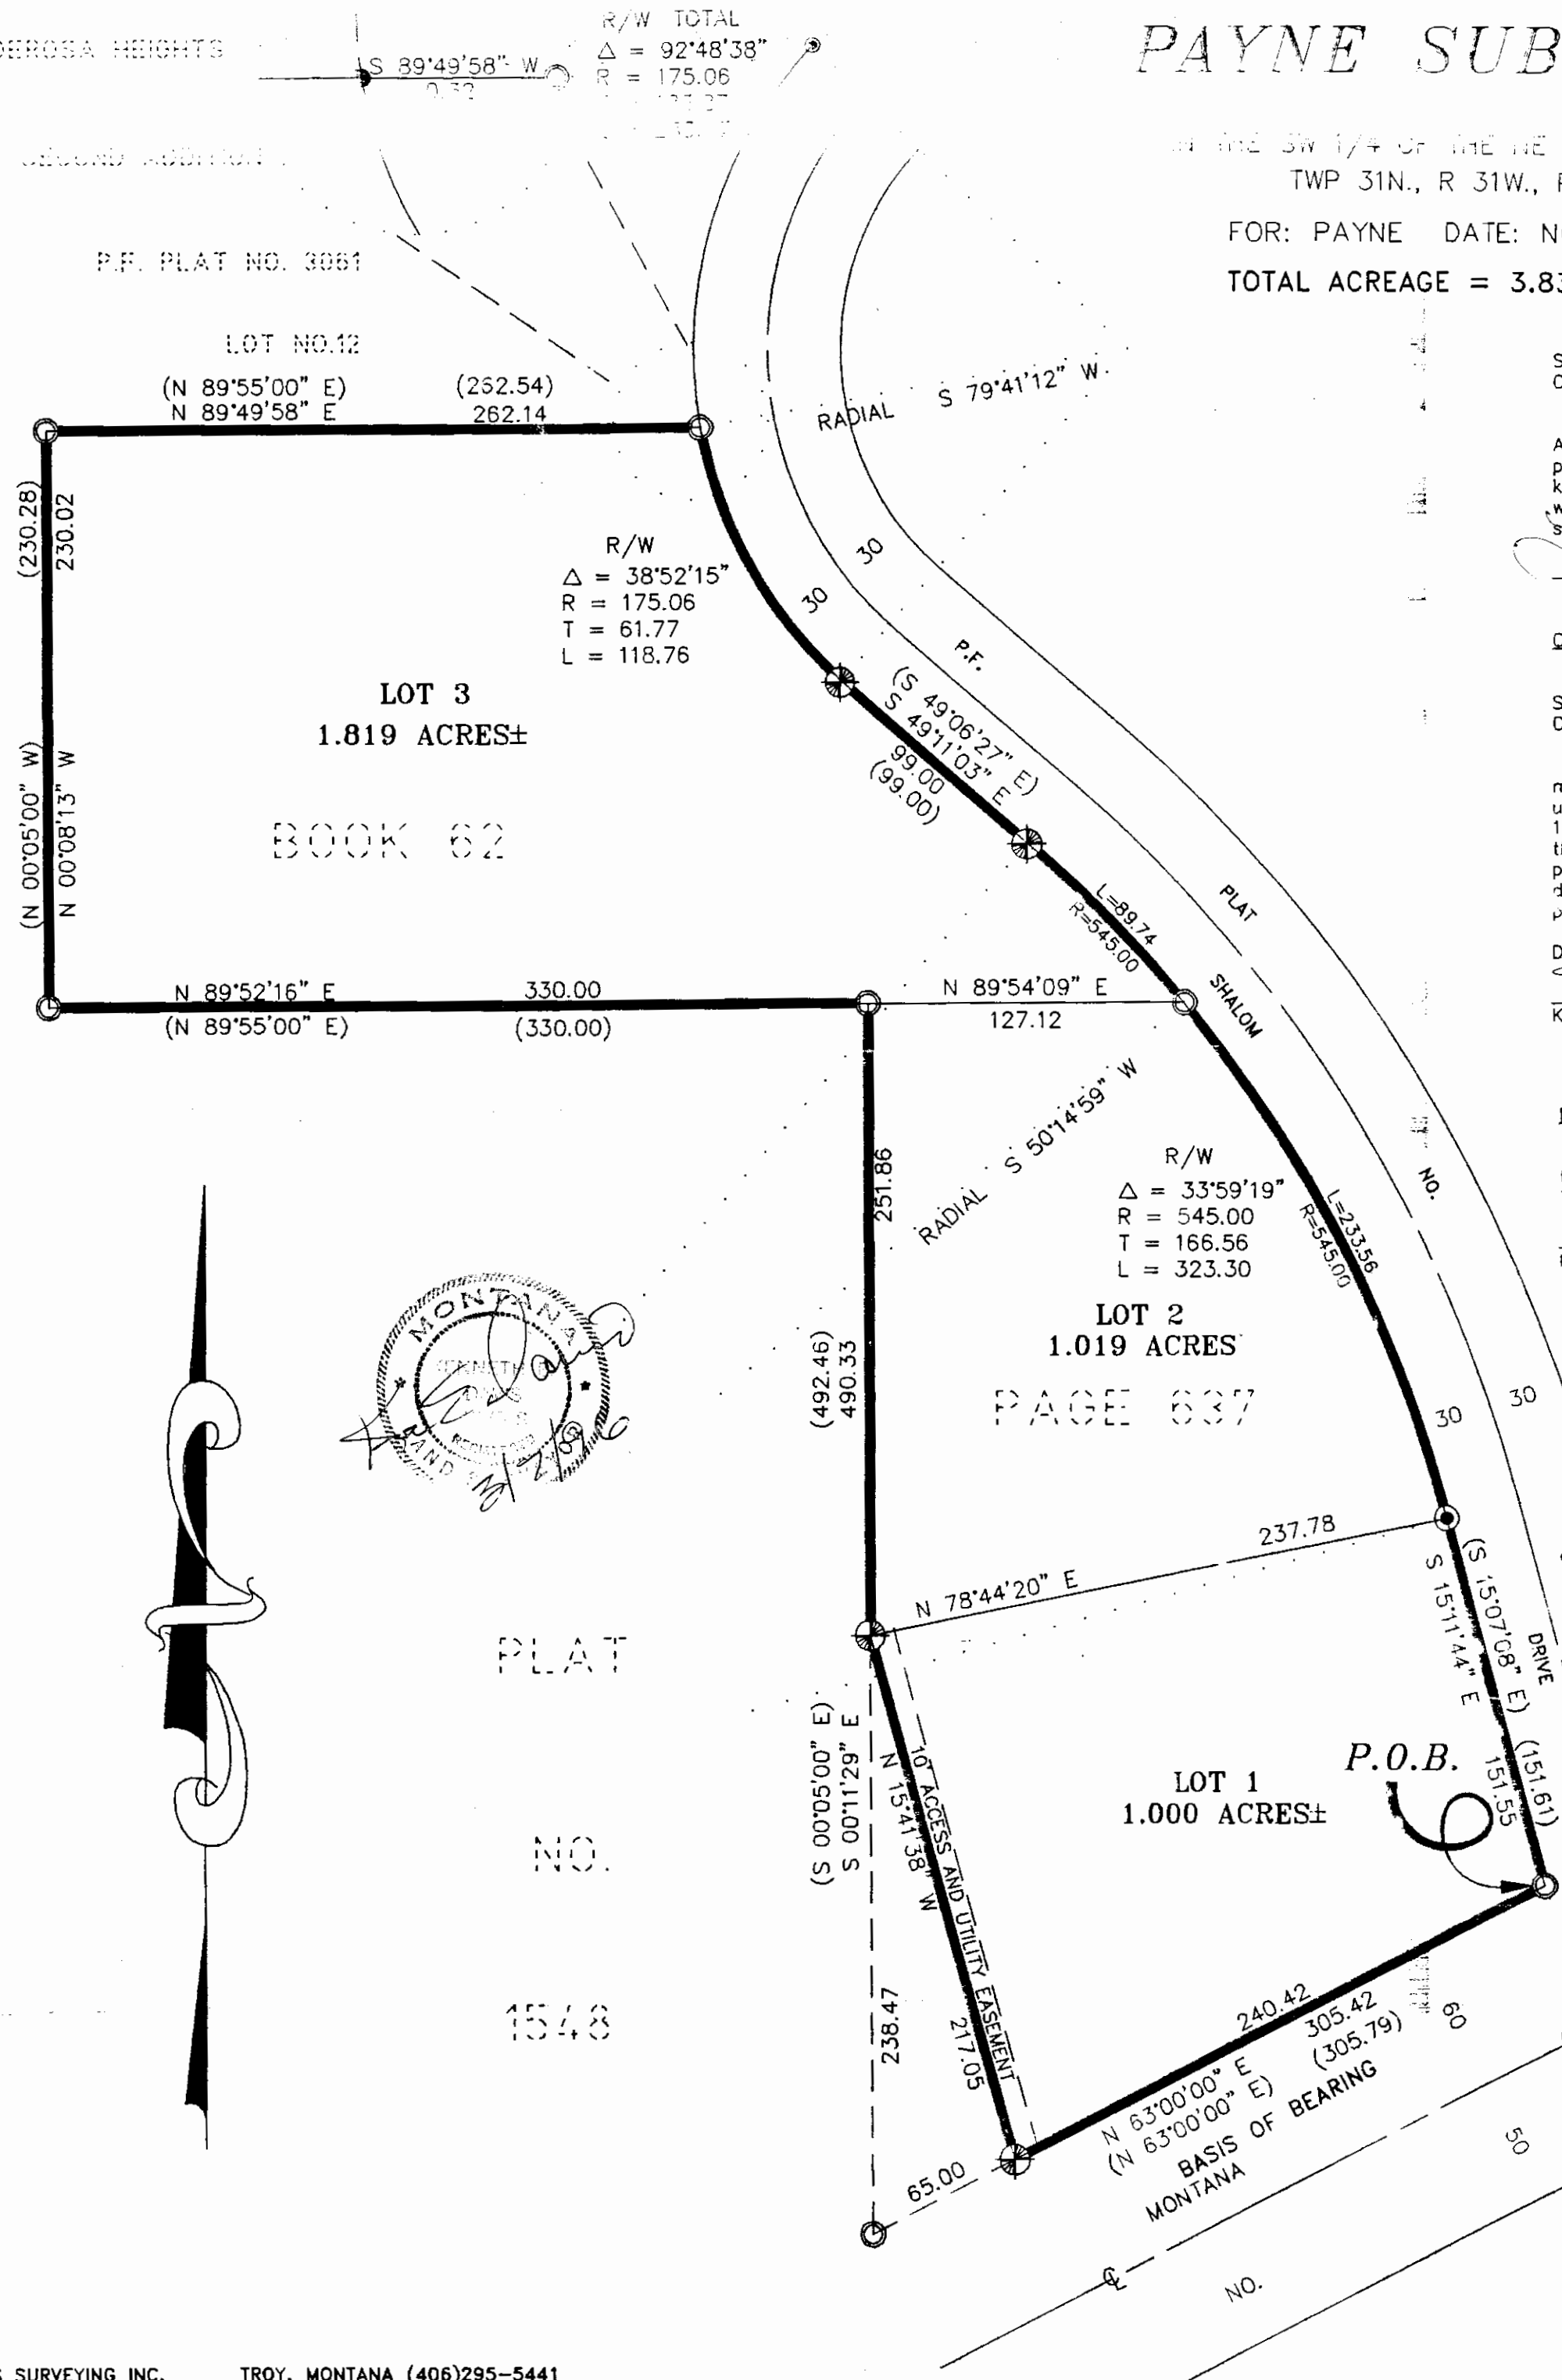 PAYNE SUB
TWP 31N., R 31W.,
FOR: PAYNE DATE:
TOTAL ACREAGE = 3.83
HEIGHTS
S 89°49'58" W
R/W TOTAL
Δ = 92°48'38"
R = 175.06
SECOND ADDITION
P.F. PLAT NO. 3061
LOT NO.12
(N 89°55'00" E) (262.54)
N 89°49'58" E 262.14
RADIAL S 79°41'12" W.
(230.28)
230.02
(N 00°05'00" W)
N 00°08'13" W
R/W
Δ = 38°52'15"
R = 175.06
T = 61.77
L = 118.76
30
30
P.F.
LOT 3
1.819 ACRES±
BOOK 62
(S 49°06'27" E)
S 49°11'03" E
99.00
(99.00)
L=89.74
R=545.00
PLAT
SHALOM
N 89°52'16" E 330.00
(N 89°55'00" E) (330.00)
N 89°54'09" E
127.12
RADIAL S 50°14'59" W
251.86
R/W
Δ = 33°59'19"
R = 545.00
T = 166.56
L = 323.30
NO.
L=233.56
R=545.00
LOT 2
1.019 ACRES
PAGE 637
(492.46)
490.33
30
30
MONTANA
KENNETH
REGISTERED
LAND
N 78°44'20" E 237.78
(S 15°07'08" E) (151.61)
S 15°11'44" E 151.55
DRIVE
PLAT
NO.
1548
(S 00°05'00" E)
S 00°11'29" E
238.47
N 15°41'38" W
217.05
10' ACCESS AND UTILITY EASEMENT
LOT 1
1.000 ACRES±
P.O.B.
240.42
305.42
(305.79)
N 63°00'00" E
(N 63°00'00" E)
BASIS OF BEARING
MONTANA
60
50
65.00
NO.
SURVEYING INC. TROY, MONTANA (406)295-5441